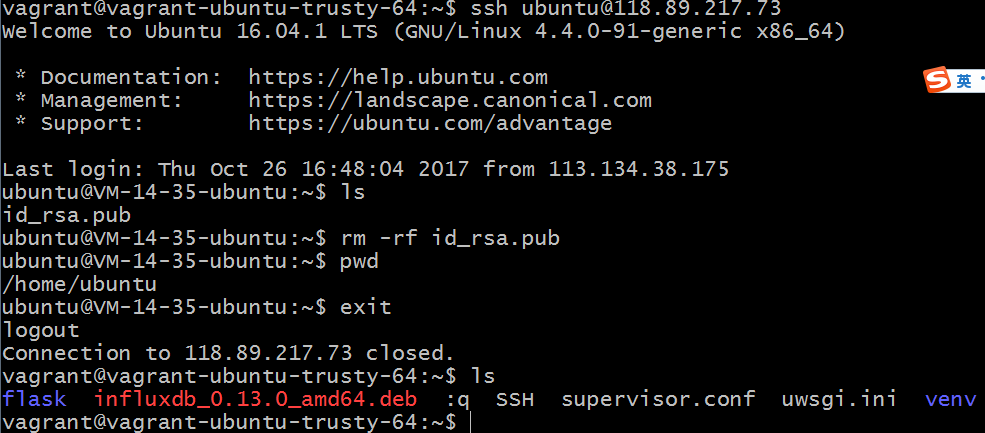 vagrant@vagrant-ubuntu-trusty-64:~$ ssh ubuntu@118.89.217.73
Welcome to Ubuntu 16.04.1 LTS (GNU/Linux 4.4.0-91-generic x86_64)
 * Documentation:  https://help.ubuntu.com
 * Management:     https://landscape.canonical.com
 * Support:        https://ubuntu.com/advantage
S 英
Last login: Thu Oct 26 16:48:04 2017 from 113.134.38.175
ubuntu@VM-14-35-ubuntu:~$ ls
id_rsa.pub
ubuntu@VM-14-35-ubuntu:~$ rm -rf id_rsa.pub
ubuntu@VM-14-35-ubuntu:~$ pwd
/home/ubuntu
ubuntu@VM-14-35-ubuntu:~$ exit
logout
Connection to 118.89.217.73 closed.
vagrant@vagrant-ubuntu-trusty-64:~$ ls
flask  influxdb_0.13.0_amd64.deb  :q  SSH  supervisor.conf  uwsgi.ini  venv
vagrant@vagrant-ubuntu-trusty-64:~$